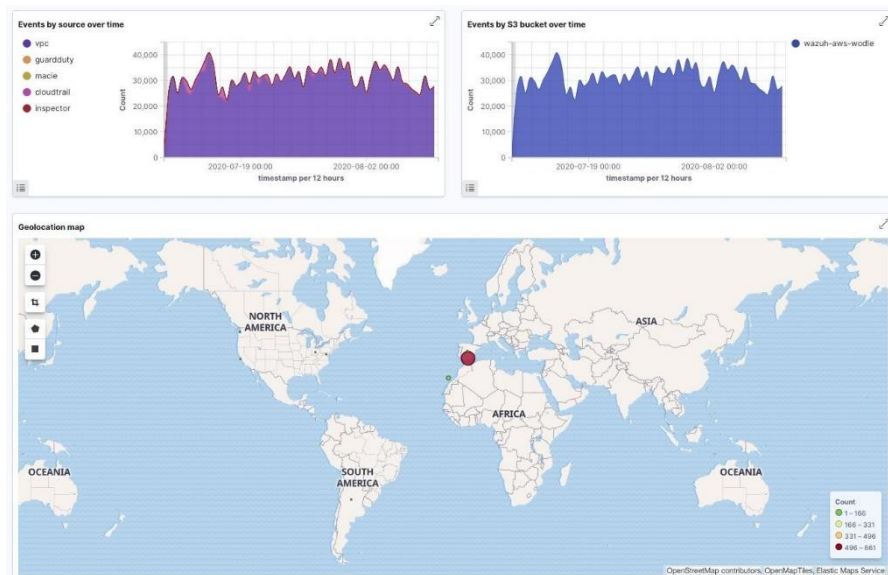 Events by source over time
vpc
guardduty
macie
cloudtrail
inspector
Count
40,000
30,000
20,000
10,000
0
2020-07-19 00:00
2020-08-02 00:00
timestamp per 12 hours
Events by S3 bucket over time
Count
40,000
30,000
20,000
10,000
0
2020-07-19 00:00
2020-08-02 00:00
timestamp per 12 hours
wazuh-aws-wodle
Geolocation map
NORTH
AMERICA
ASIA
AFRICA
OCEANIA
SOUTH
AMERICA
OCEANIA
Count
1 – 166
166 – 331
331 – 496
496 – 661
OpenStreetMap contributors, OpenMapTiles, Elastic Maps Service